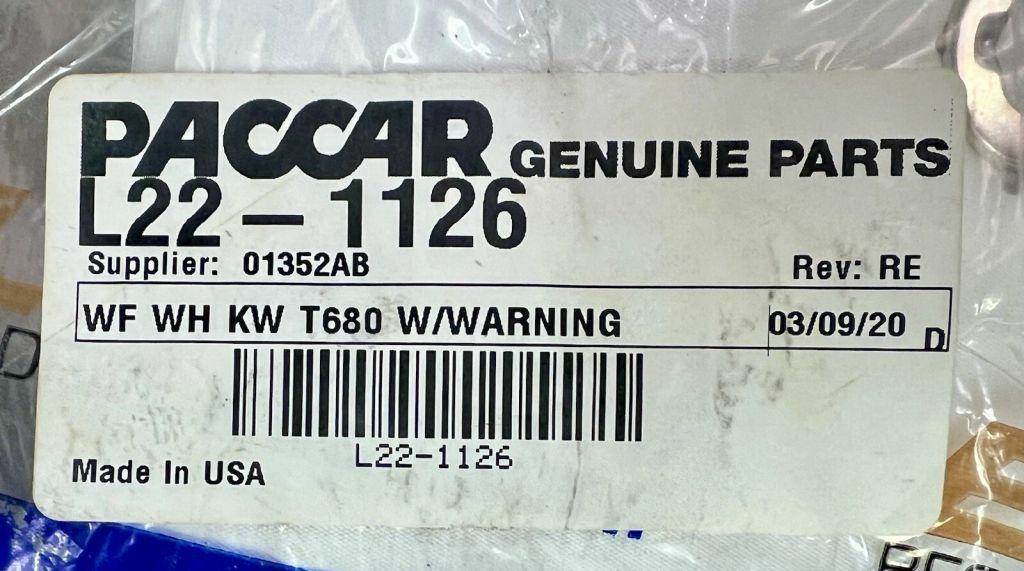 PACCAR GENUINE PARTS
L22-1126
Supplier: 01352AB Rev: RE
WF WH KW T680 W/WARNING 03/09/20 D
L22-1126
Made In USA